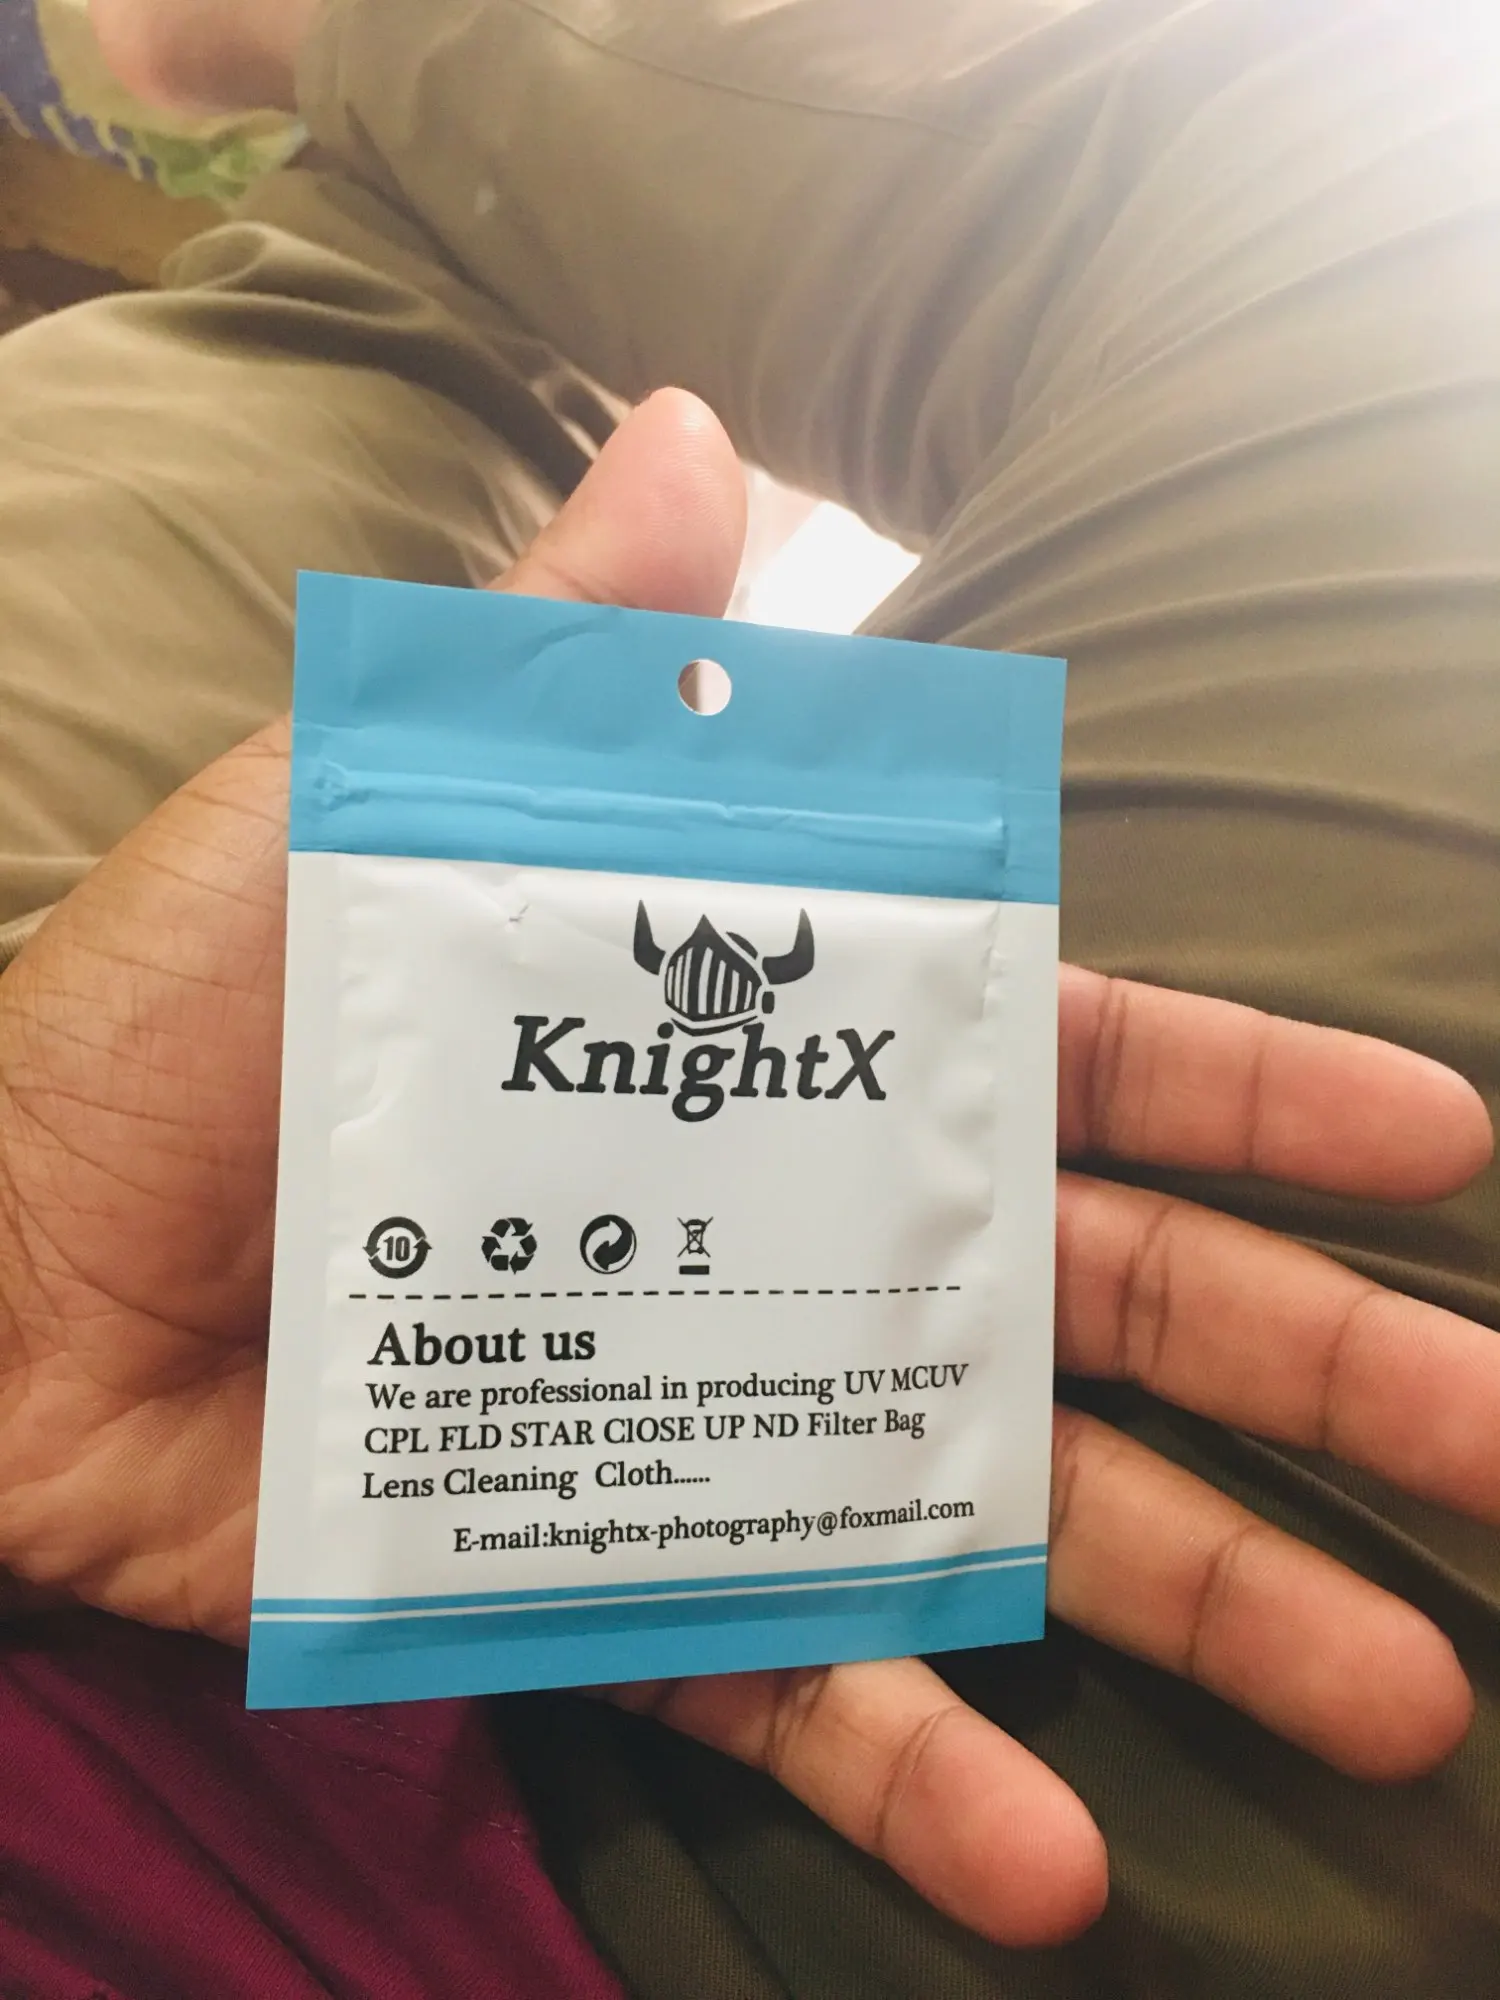 KnightX
10
About us
We are professional in producing UV MCUV
CPL FLD STAR ClOSE UP ND Filter Bag
Lens Cleaning Cloth......
E-mail:knightx-photography@foxmail.com